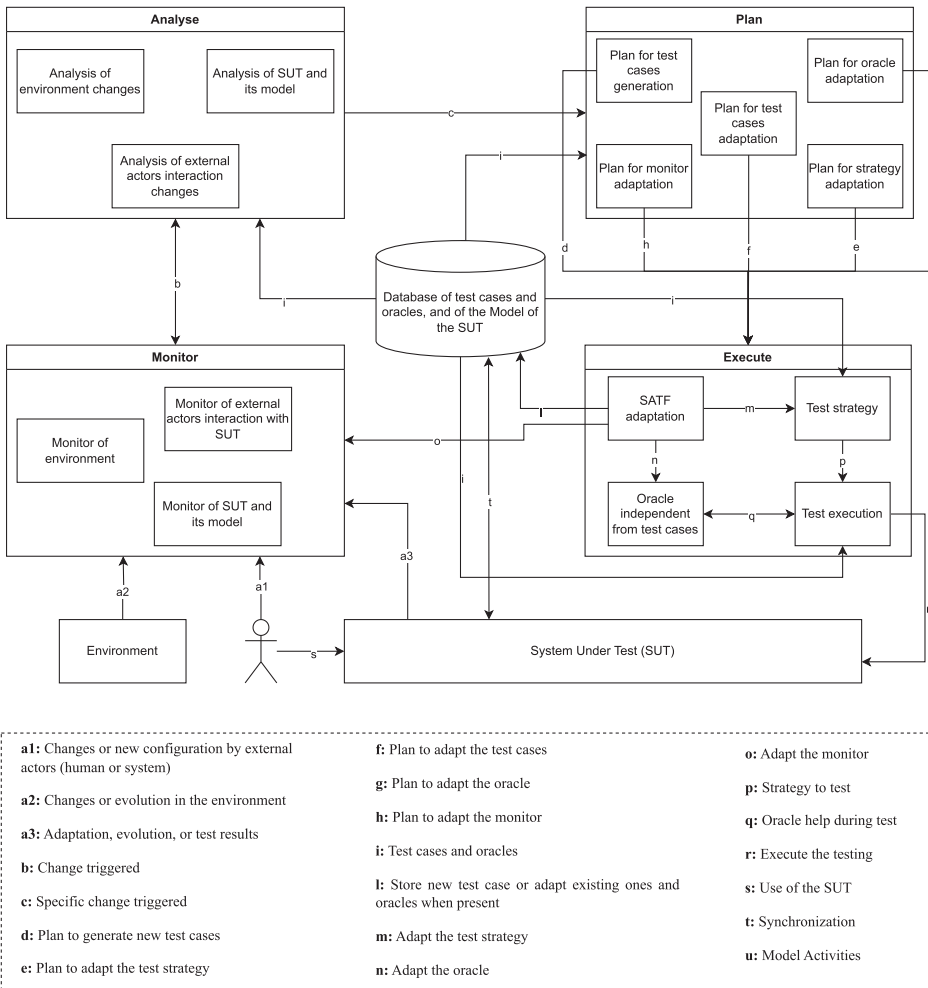 Analyse
Analysis of
environment changes
Analysis of SUT and
its model
Analysis of external
actors interaction
changes
Plan
Plan for test
cases
generation
Plan for oracle
adaptation
Plan for test
cases
adaptation
Plan for monitor
adaptation
Plan for strategy
adaptation
c
i
d
h
f
e
b
i
i
Database of test cases and
oracles, and of the Model of
the SUT
Monitor
Monitor of external
actors interaction with
SUT
Monitor of
environment
Monitor of SUT and
its model
Execute
SATF
adaptation
Test strategy
Oracle
independent
from test cases
Test execution
l
m
o
n
p
i
t
q
a3
a2
a1
Environment
s
System Under Test (SUT)
a1: Changes or new configuration by external
actors (human or system)
a2: Changes or evolution in the environment
a3: Adaptation, evolution, or test results
b: Change triggered
c: Specific change triggered
d: Plan to generate new test cases
e: Plan to adapt the test strategy
f: Plan to adapt the test cases
g: Plan to adapt the oracle
h: Plan to adapt the monitor
i: Test cases and oracles
l: Store new test case or adapt existing ones and
oracles when present
m: Adapt the test strategy
n: Adapt the oracle
o: Adapt the monitor
p: Strategy to test
q: Oracle help during test
r: Execute the testing
s: Use of the SUT
t: Synchronization
u: Model Activities